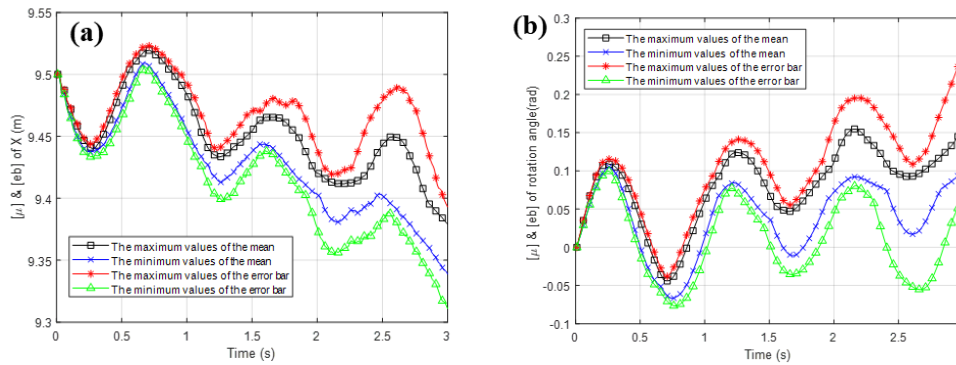 (a)
9.55
9.5
9.45
9.4
9.35
9.3
[μ] & [eb] of X (m)
The maximum values of the mean
The minimum values of the mean
The maximum values of the error bar
The minimum values of the error bar
0 0.5 1 1.5 2 2.5 3
Time (s)
(b)
0.3
0.25
0.2
0.15
0.1
0.05
0
-0.05
-0.1
[μ] & [eb] of rotation angle(rad)
The maximum values of the mean
The minimum values of the mean
The maximum values of the error bar
The minimum values of the error bar
0 0.5 1 1.5 2 2.5
Time (s)